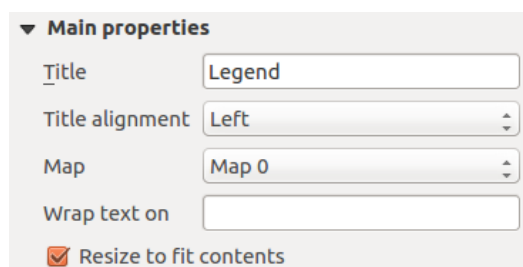 Main properties
Title Legend
Title alignment Left
Map Map 0
Wrap text on
Resize to fit contents